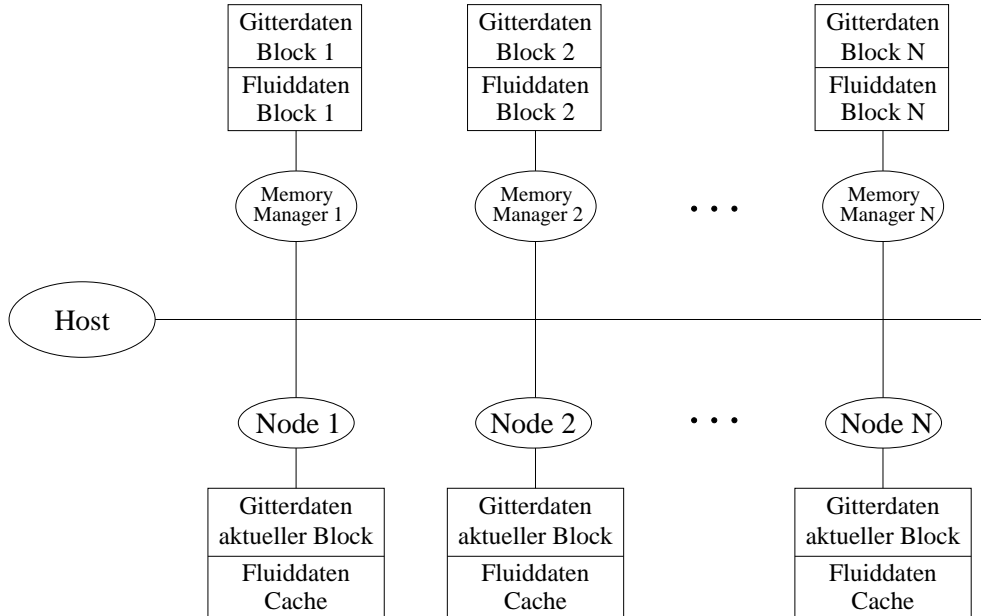 Gitterdaten
Block 1
Fluiddaten
Block 1
Gitterdaten
Block 2
Fluiddaten
Block 2
Gitterdaten
Block N
Fluiddaten
Block N
Memory
Manager 1
Memory
Manager 2
. . .
Memory
Manager N
Host
Node 1
Node 2
. . .
Node N
Gitterdaten
aktueller Block
Fluiddaten
Cache
Gitterdaten
aktueller Block
Fluiddaten
Cache
Gitterdaten
aktueller Block
Fluiddaten
Cache